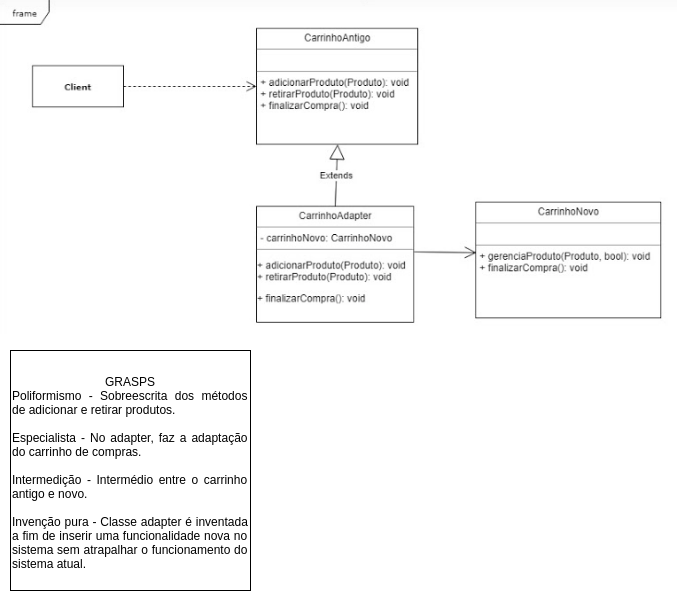 frame
CarrinhoAntigo
Client
+ adicionarProduto(Produto): void
+ retirarProduto(Produto): void
+ finalizarCompra(): void
Extends
CarrinhoAdapter
- carrinhoNovo: CarrinhoNovo
+ adicionarProduto(Produto): void
+ retirarProduto(Produto): void
+ finalizarCompra(): void
CarrinhoNovo
+ gerenciaProduto(Produto, bool): void
+ finalizarCompra(): void
GRASPS
Poliformismo - Sobreescrita dos métodos
de adicionar e retirar produtos.
Especialista - No adapter, faz a adaptação
do carrinho de compras.
Intermedição - Intermédio entre o carrinho
antigo e novo.
Invenção pura - Classe adapter é inventada
a fim de inserir uma funcionalidade nova no
sistema sem atrapalhar o funcionamento do
sistema atual.